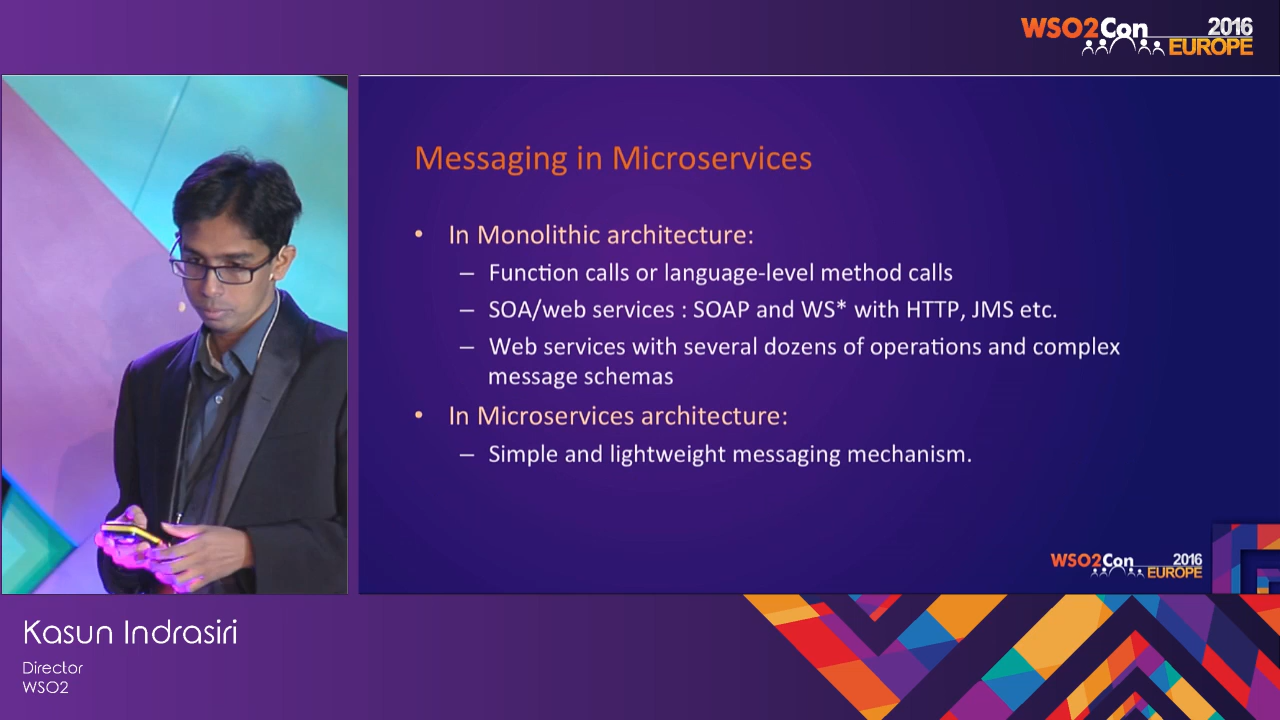 WSO2Con 2016
EUROPE
Messaging in Microservices
• In Monolithic architecture:
– Function calls or language-level method calls
– SOA/web services : SOAP and WS* with HTTP, JMS etc.
– Web services with several dozens of operations and complex
message schemas
• In Microservices architecture:
– Simple and lightweight messaging mechanism.
WSO2Con 2016
EUROPE
Kasun Indrasiri
Director
WSO2